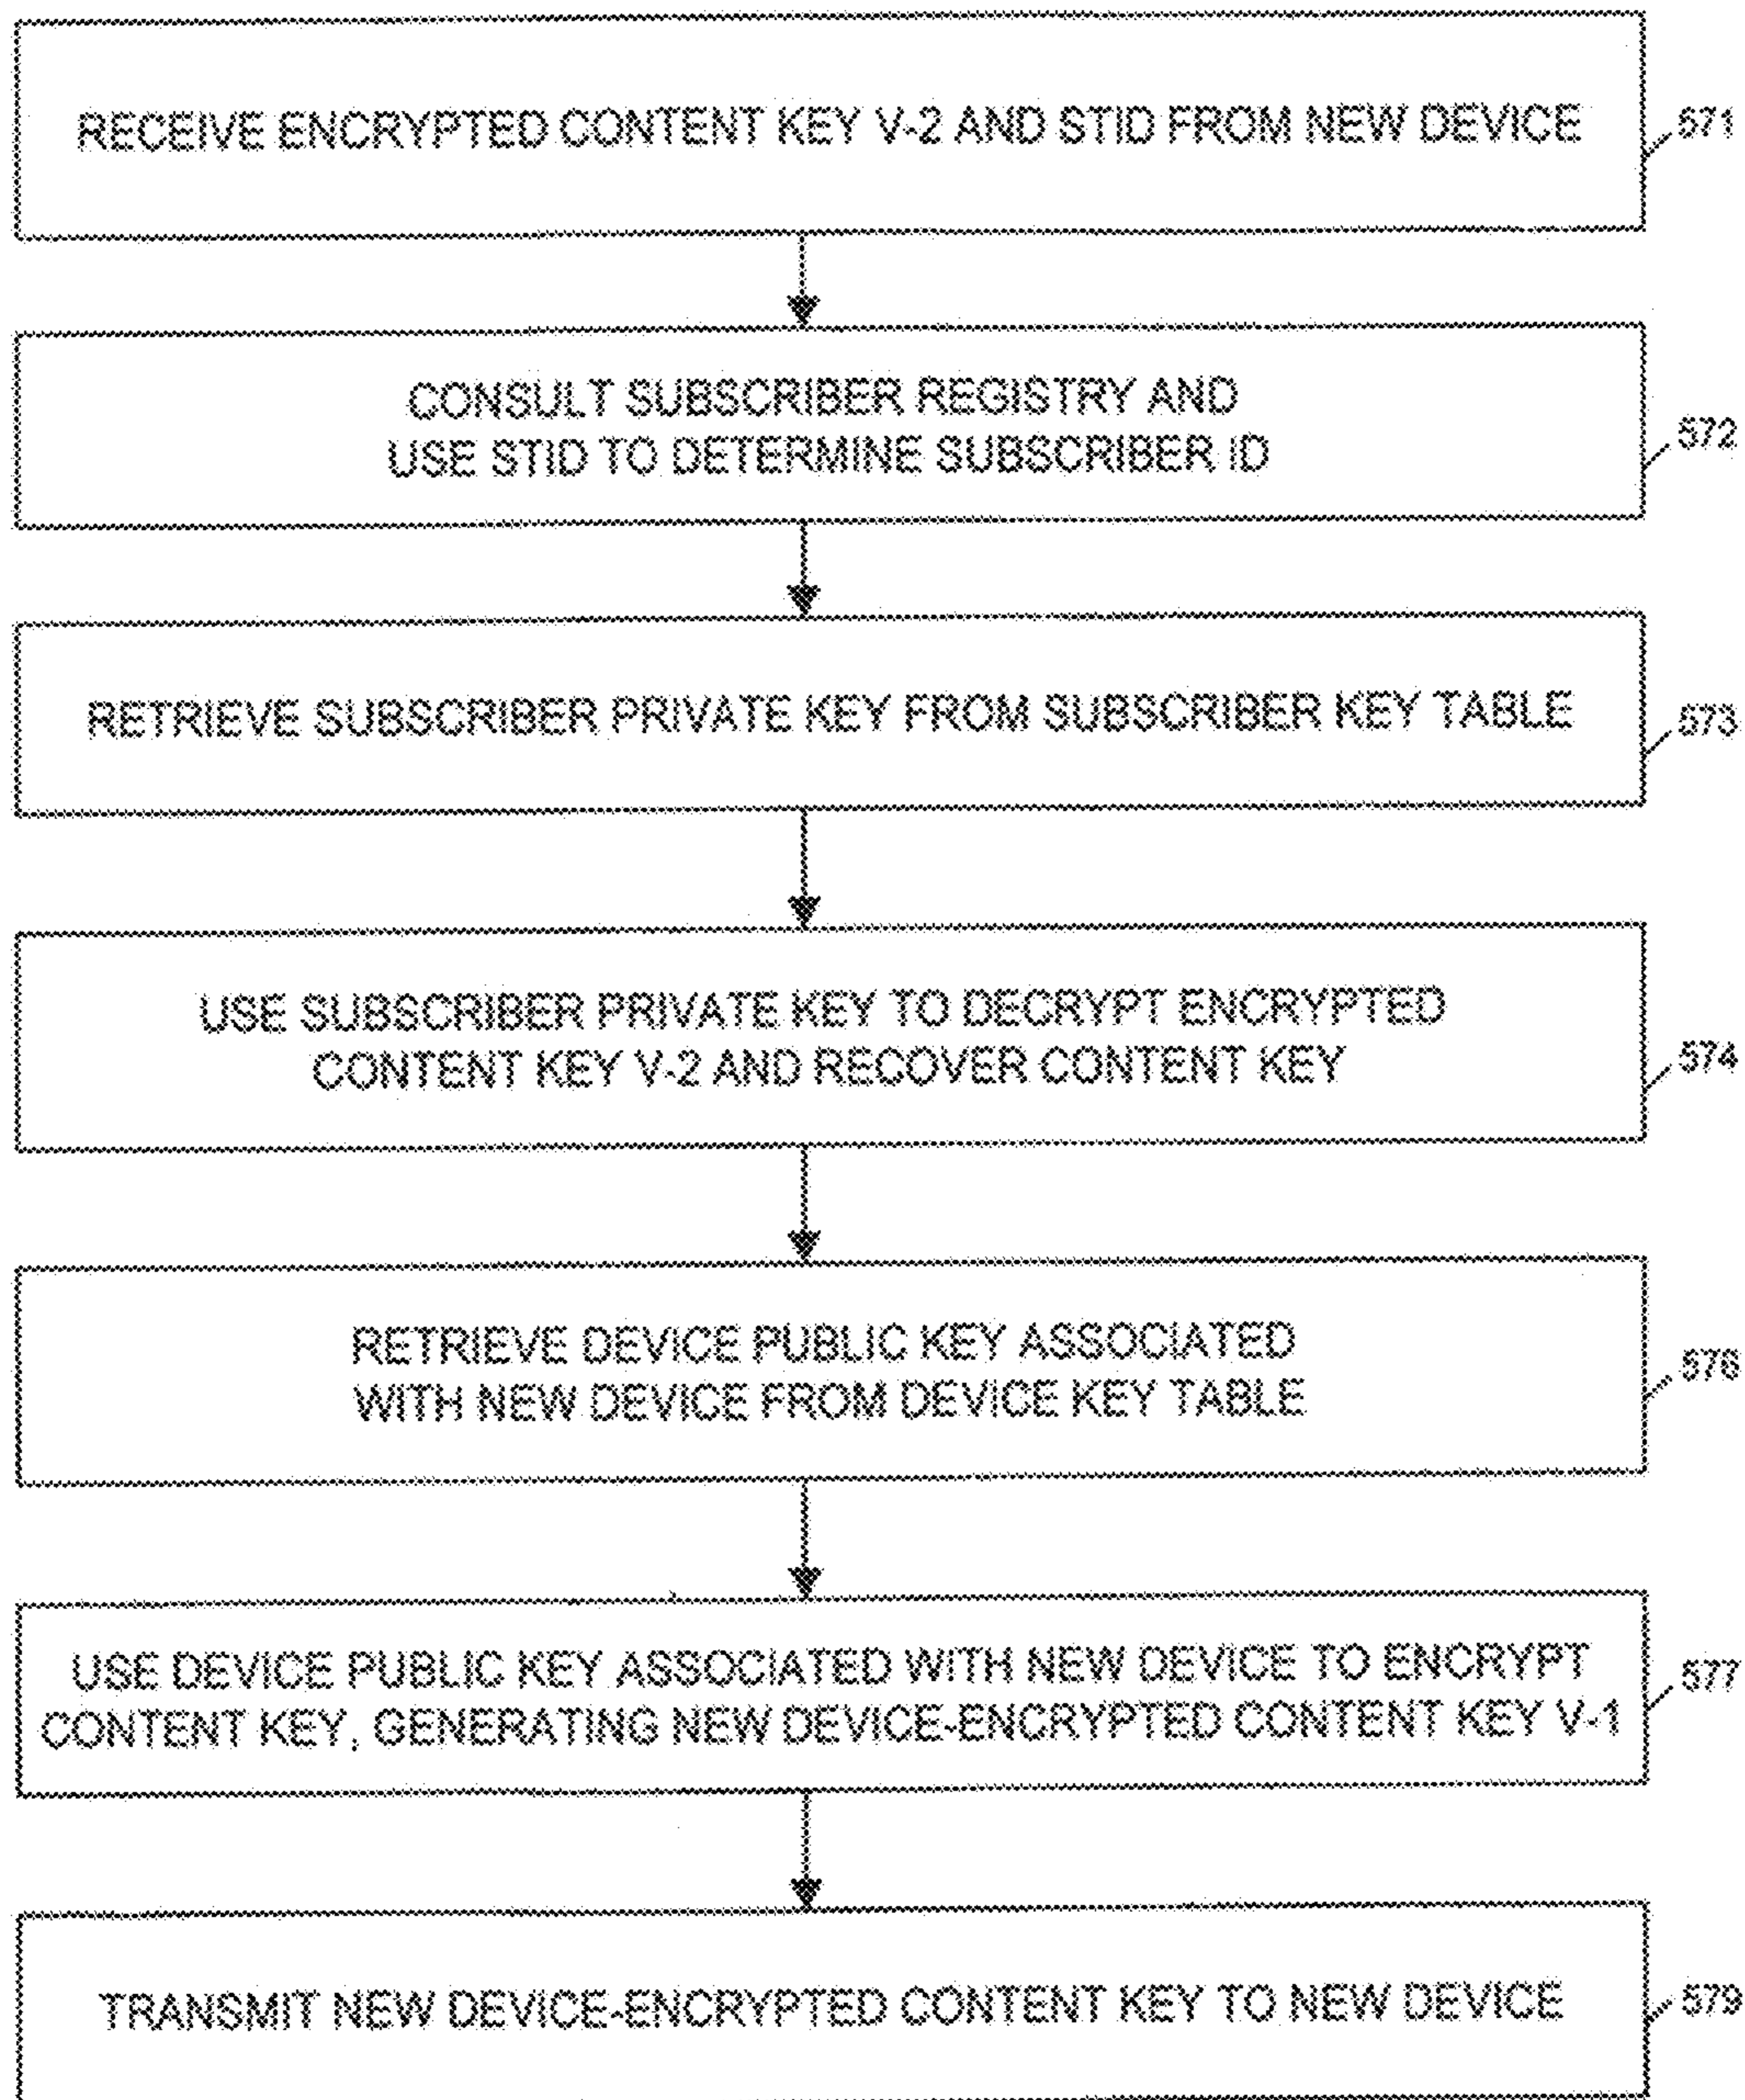 RECEIVE ENCRYPTED CONTENT KEY V-2 AND STID FROM NEW DEVICE
571
CONSULT SUBSCRIBER REGISTRY AND
USE STID TO DETERMINE SUBSCRIBER ID
572
RETRIEVE SUBSCRIBER PRIVATE KEY FROM SUBSCRIBER KEY TABLE
573
USE SUBSCRIBER PRIVATE KEY TO DECRYPT ENCRYPTED
CONTENT KEY V-2 AND RECOVER CONTENT KEY
574
RETRIEVE DEVICE PUBLIC KEY ASSOCIATED
WITH NEW DEVICE FROM DEVICE KEY TABLE
576
USE DEVICE PUBLIC KEY ASSOCIATED WITH NEW DEVICE TO ENCRYPT
CONTENT KEY, GENERATING NEW DEVICE-ENCRYPTED CONTENT KEY V-1
577
TRANSMIT NEW DEVICE-ENCRYPTED CONTENT KEY TO NEW DEVICE
579